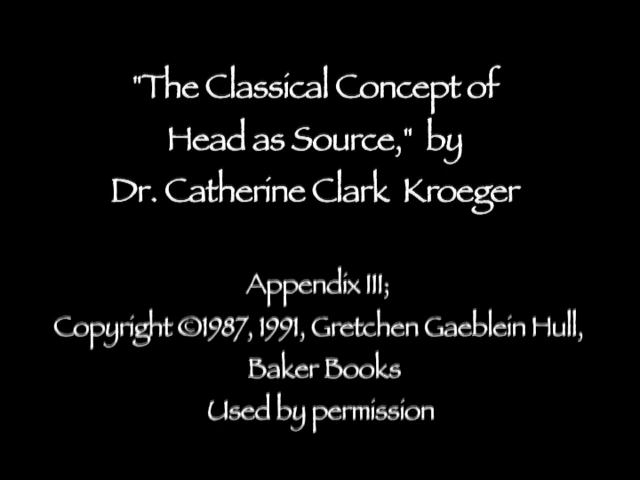 "The Classical Concept of
Head as Source," by
Dr. Catherine Clark Kroeger
Appendix III;
Copyright ©1987, 1991, Gretchen Gaeblein Hull,
Baker Books
Used by permission